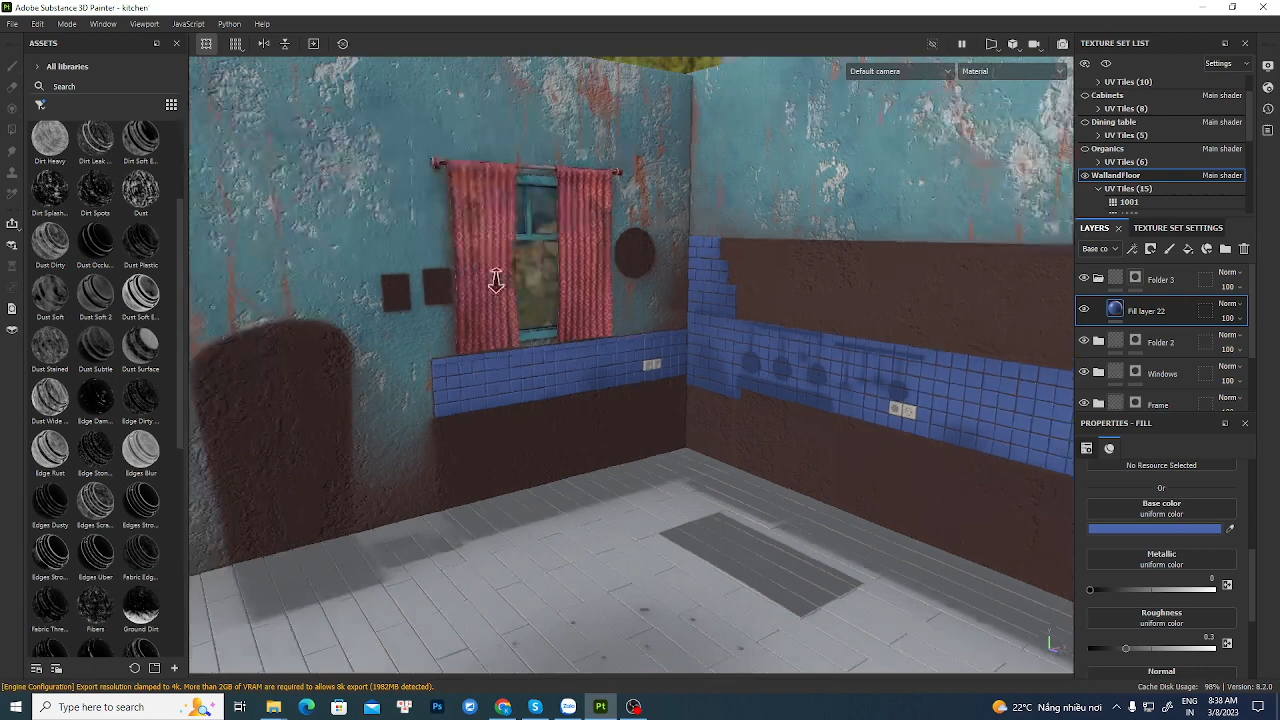 Adobe Substance 3D Painter - kitchen*
File Edit Mode Window Viewport JavaScript Python Help
ASSETS
All libraries
Search
Dirt Heavy Dirt Leak ... Dirt Soft E...
Dirt Splash... Dirt Spots Dust
Dust Dirty Dust Occlu... Dust Plastic
Dust Soft Dust Soft 2 Dust Soft E...
Dust Stained Dust Subtle Dust Surface
Dust Wide ... Edge Dam... Edge Dirty ...
Edge Rust Edge Ston... Edges Blur
Edges Dusty Edges Scra... Edges Stro...
Edges Stro... Edges Uber Fabric Edg...
Fabric Thre... Fibers Ground Dirt
Default camera Material
TEXTURE SET LIST
Settings
UV Tiles (10)
Cabinets Main shader
UV Tiles (8)
Dining table Main shader
UV Tiles (5)
Organics Main shader
UV Tiles (6)
WallandFloor Main shader
UV Tiles (15)
1001
LAYERS TEXTURE SET SETTINGS
Base co
Folder 3 Norm 100
Fill layer 22 Norm 100
Folder 2 Norm 100
Windows Norm 100
Frame Norm
PROPERTIES - FILL
No Resource Selected
Or
Base color
uniform color
Metallic
uniform color
0
Roughness
uniform color
0.3
Normal
[Engine Configuration] Export resolution clamped to 4k. More than 2GB of VRAM are required to allows 8k export (1982MB detected).
Cache Disk Usage: 98% | Version: 8.2.0
Type here to search
Ps
Pt
22°C Nắng nhiều nơi
IN
8:38 AM
3/8/2023